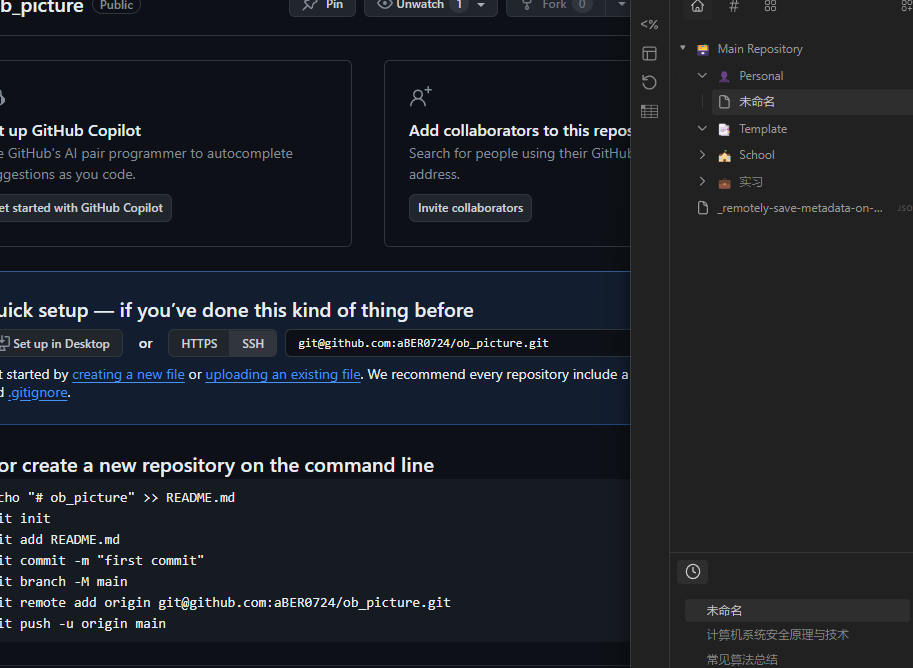 b_picture Public
Pin
Unwatch 1
Fork 0
t up GitHub Copilot
e GitHub's AI pair programmer to autocomplete
ggestions as you code.
et started with GitHub Copilot
Add collaborators to this repos
Search for people using their GitHub
address.
Invite collaborators
uick setup — if you've done this kind of thing before
Set up in Desktop or HTTPS SSH git@github.com:aBER0724/ob_picture.git
t started by creating a new file or uploading an existing file. We recommend every repository include a
d .gitignore.
or create a new repository on the command line
cho "# ob_picture" >> README.md
it init
it add README.md
it commit -m "first commit"
it branch -M main
it remote add origin git@github.com:aBER0724/ob_picture.git
it push -u origin main
<%
#
Main Repository
Personal
未命名
Template
School
实习
_remotely-save-metadata-on-... JSO
未命名
计算机系统安全原理与技术
常见算法总结